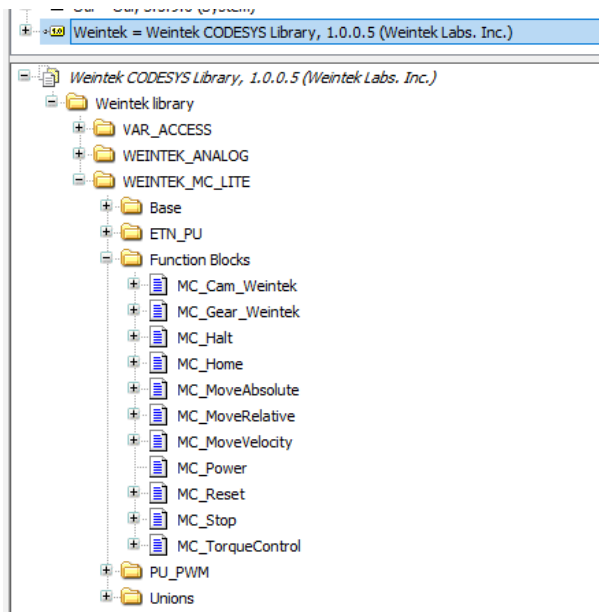 Weintek = Weintek CODESYS Library, 1.0.0.5 (Weintek Labs. Inc.)
Weintek CODESYS Library, 1.0.0.5 (Weintek Labs. Inc.)
Weintek library
VAR_ACCESS
WEINTEK_ANALOG
WEINTEK_MC_LITE
Base
ETN_PU
Function Blocks
MC_Cam_Weintek
MC_Gear_Weintek
MC_Halt
MC_Home
MC_MoveAbsolute
MC_MoveRelative
MC_MoveVelocity
MC_Power
MC_Reset
MC_Stop
MC_TorqueControl
PU_PWM
Unions